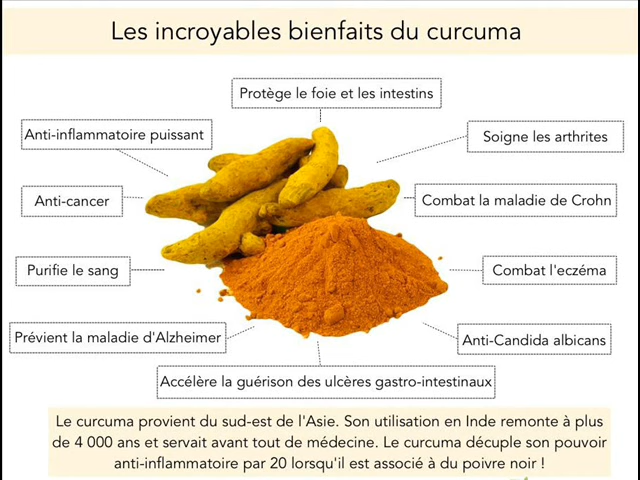 Les incroyables bienfaits du curcuma
Protège le foie et les intestins
Anti-inflammatoire puissant
Soigne les arthrites
Anti-cancer
Combat la maladie de Crohn
Purifie le sang
Combat l'eczéma
Prévient la maladie d'Alzheimer
Anti-Candida albicans
Accélère la guérison des ulcères gastro-intestinaux
Le curcuma provient du sud-est de l'Asie. Son utilisation en Inde remonte à plus
de 4 000 ans et servait avant tout de médecine. Le curcuma décuple son pouvoir
anti-inflammatoire par 20 lorsqu'il est associé à du poivre noir !